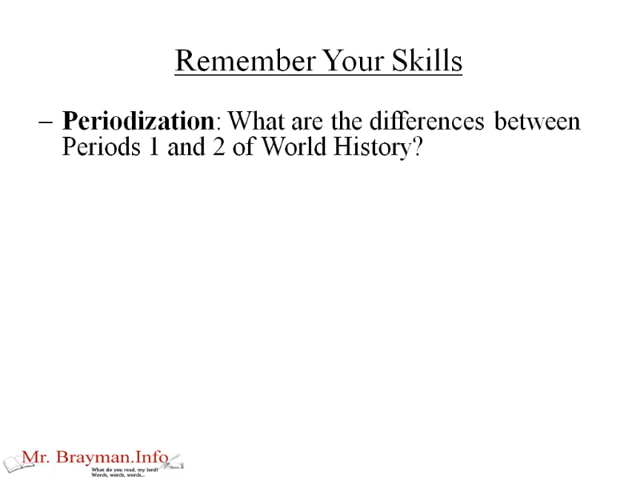 Remember Your Skills
– Periodization: What are the differences between
Periods 1 and 2 of World History?
Mr. Brayman.Info
What do you read, my lord?
Words, words, words...